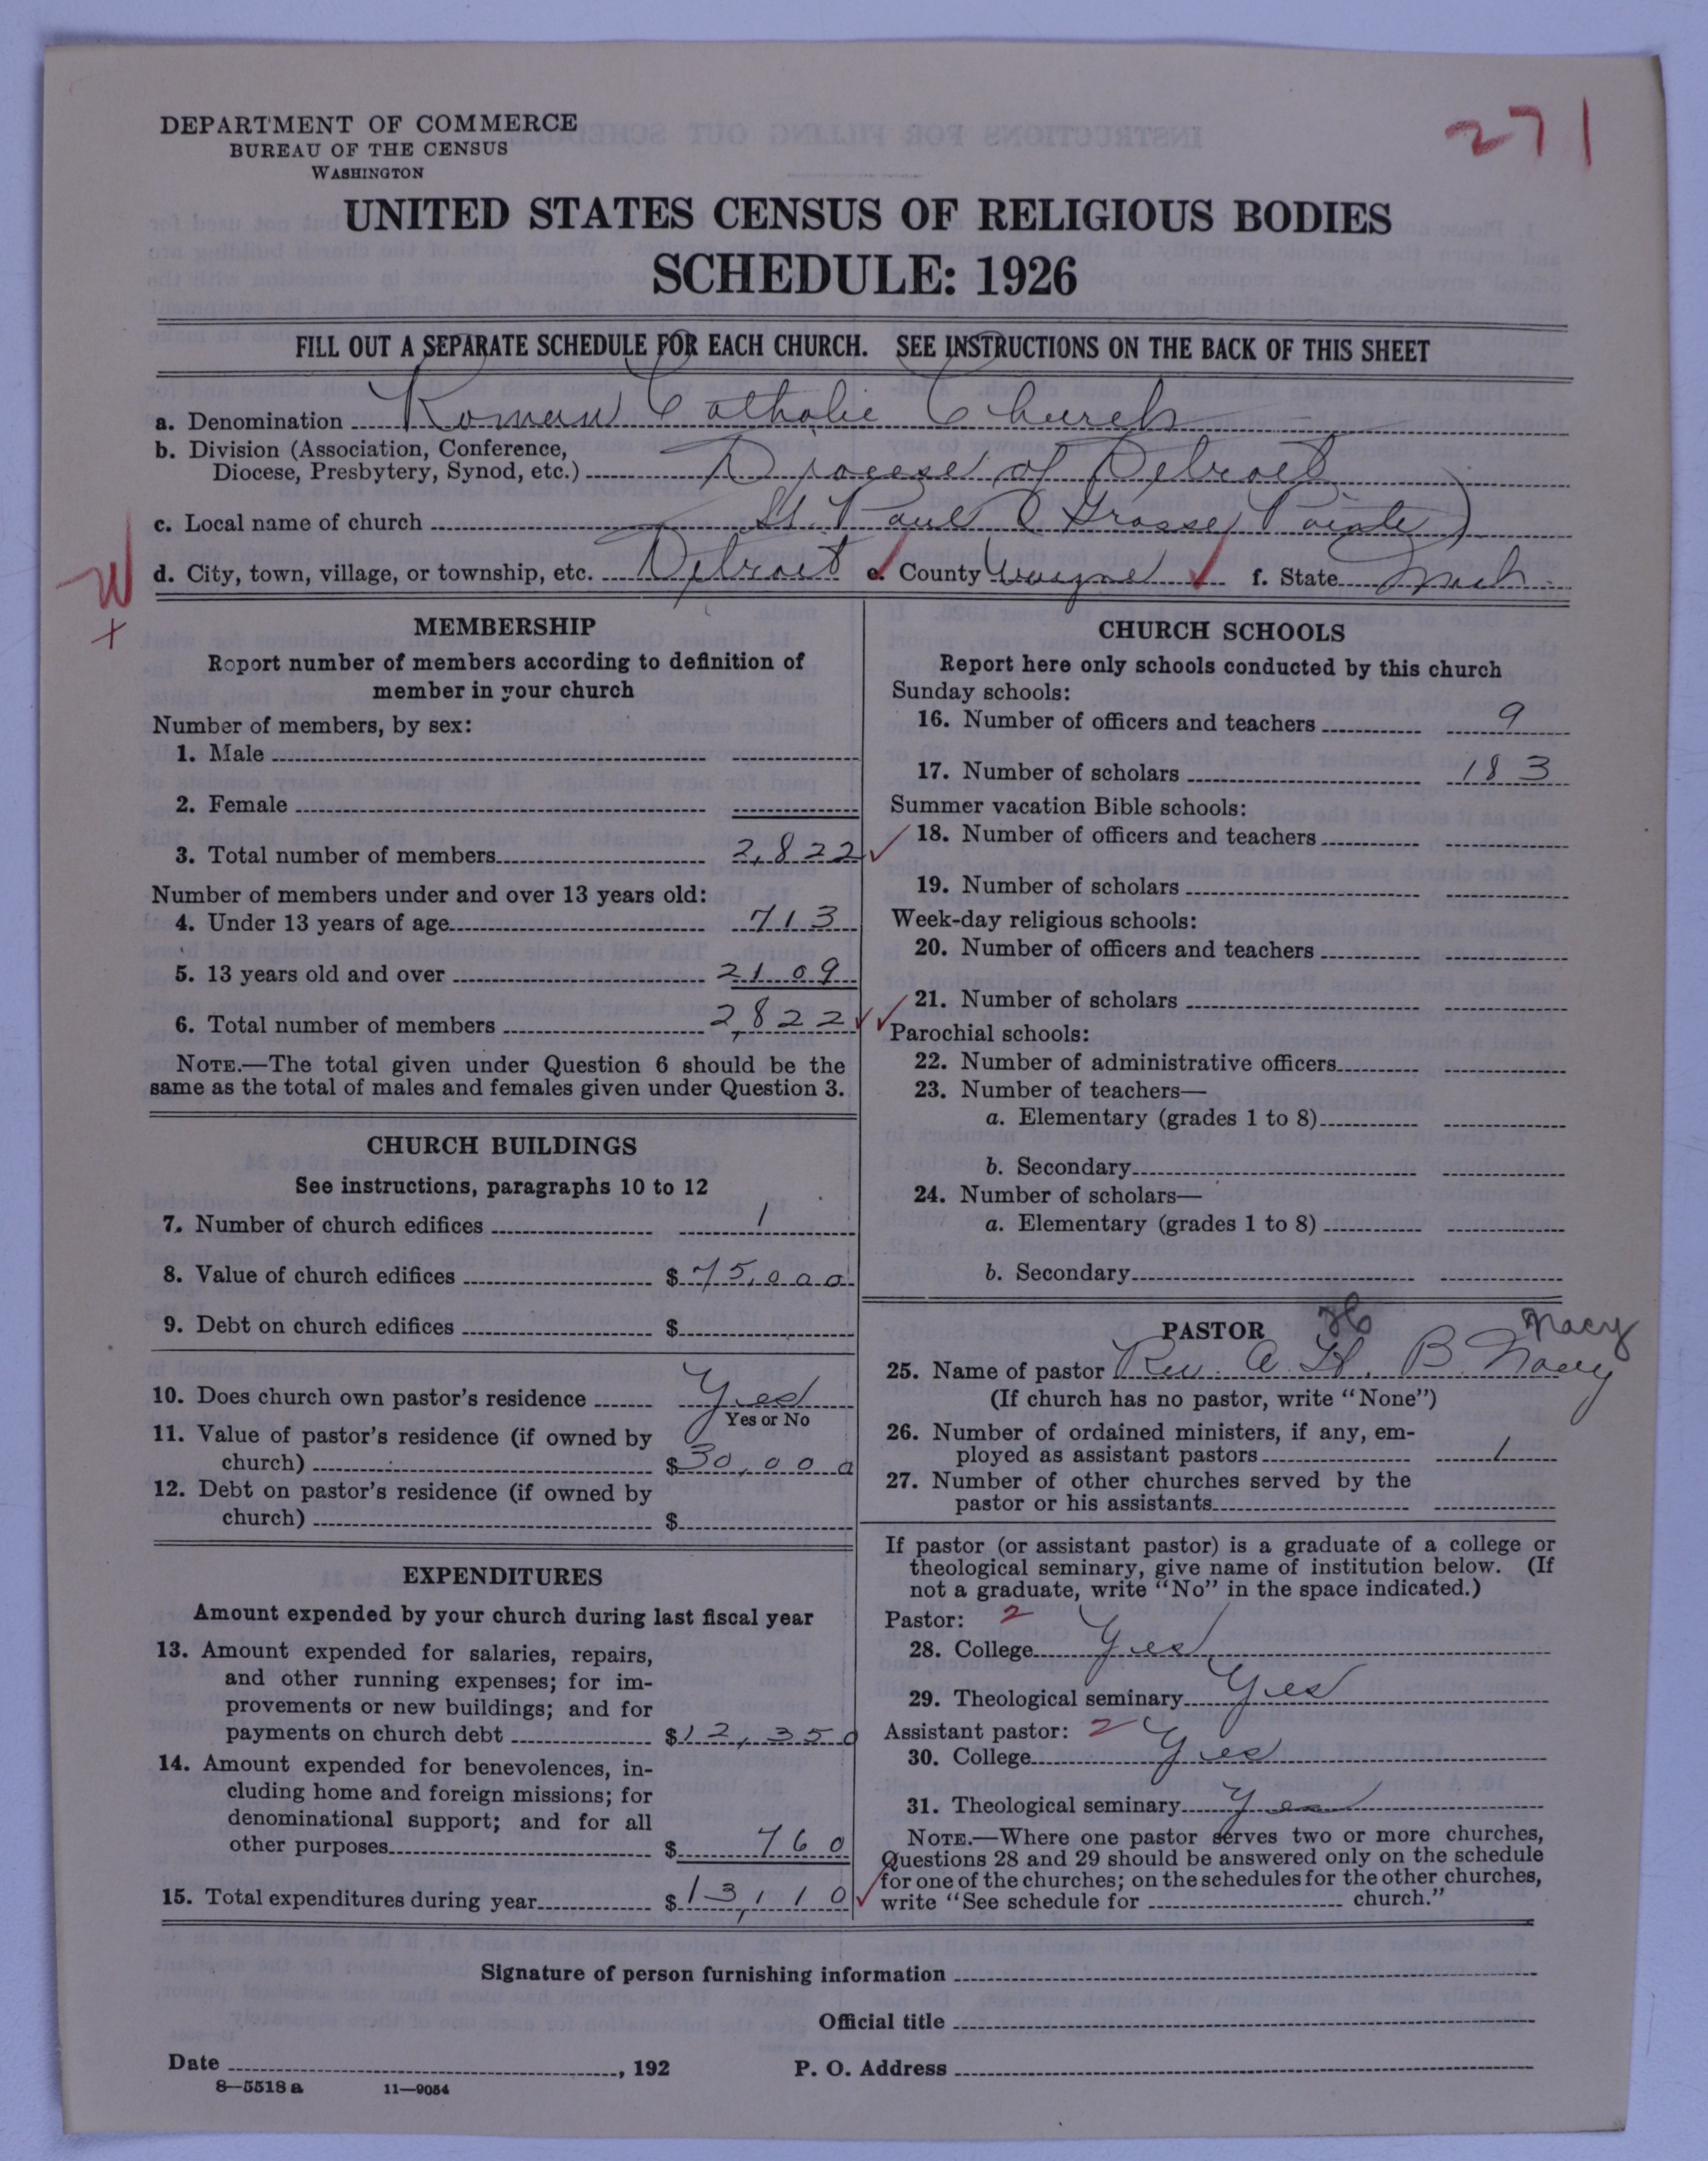 DEPARTMENT OF COMMERCE
BUREAU OF THE CENSUS
WASHINGTON
271
UNITED STATES CENSUS OF RELIGIOUS BODIES
SCHEDULE: 1926
FILL OUT A SEPARATE SCHEDULE FOR EACH CHURCH. SEE INSTRUCTIONS ON THE BACK OF THIS SHEET
a. Denomination Roman Catholic Church
b. Division (Association, Conference,
Diocese, Presbytery, Synod, etc.) Diocese of Detroit
c. Local name of church St. Paul (Grosse Pointe)
d. City, town, village, or township, etc. Detroit e. County Wayne f. State Mich.
W
+
MEMBERSHIP
Report number of members according to definition of
member in your church
Number of members, by sex:
1. Male
2. Female
3. Total number of members 2,822
Number of members under and over 13 years old:
4. Under 13 years of age 713
5. 13 years old and over 2109
6. Total number of members 2,822
NOTE.—The total given under Question 6 should be the
same as the total of males and females given under Question 3.
CHURCH BUILDINGS
See instructions, paragraphs 10 to 12
7. Number of church edifices 1
8. Value of church edifices $75,000
9. Debt on church edifices $
10. Does church own pastor's residence Yes
Yes or No
11. Value of pastor's residence (if owned by
church) $30,000
12. Debt on pastor's residence (if owned by
church) $
EXPENDITURES
Amount expended by your church during last fiscal year
13. Amount expended for salaries, repairs,
and other running expenses; for im-
provements or new buildings; and for
payments on church debt $12,350
14. Amount expended for benevolences, in-
cluding home and foreign missions; for
denominational support; and for all
other purposes $760
15. Total expenditures during year $13,110
CHURCH SCHOOLS
Report here only schools conducted by this church
Sunday schools:
16. Number of officers and teachers 9
17. Number of scholars 183
Summer vacation Bible schools:
18. Number of officers and teachers
19. Number of scholars
Week-day religious schools:
20. Number of officers and teachers
21. Number of scholars
Parochial schools:
22. Number of administrative officers
23. Number of teachers—
a. Elementary (grades 1 to 8)
b. Secondary
24. Number of scholars—
a. Elementary (grades 1 to 8)
b. Secondary
PASTOR
Nacy
25. Name of pastor Rev. A. H. B. Nacy
(If church has no pastor, write "None")
26. Number of ordained ministers, if any, em-
ployed as assistant pastors 1
27. Number of other churches served by the
pastor or his assistants
If pastor (or assistant pastor) is a graduate of a college or
theological seminary, give name of institution below. (If
not a graduate, write "No" in the space indicated.)
Pastor: 2
28. College Yes
29. Theological seminary Yes
Assistant pastor: 2
30. College Yes
31. Theological seminary Yes
NOTE.—Where one pastor serves two or more churches,
Questions 28 and 29 should be answered only on the schedule
for one of the churches; on the schedules for the other churches,
write "See schedule for church."
Signature of person furnishing information
Official title
Date , 192 P. O. Address
8—5518 a 11—9054